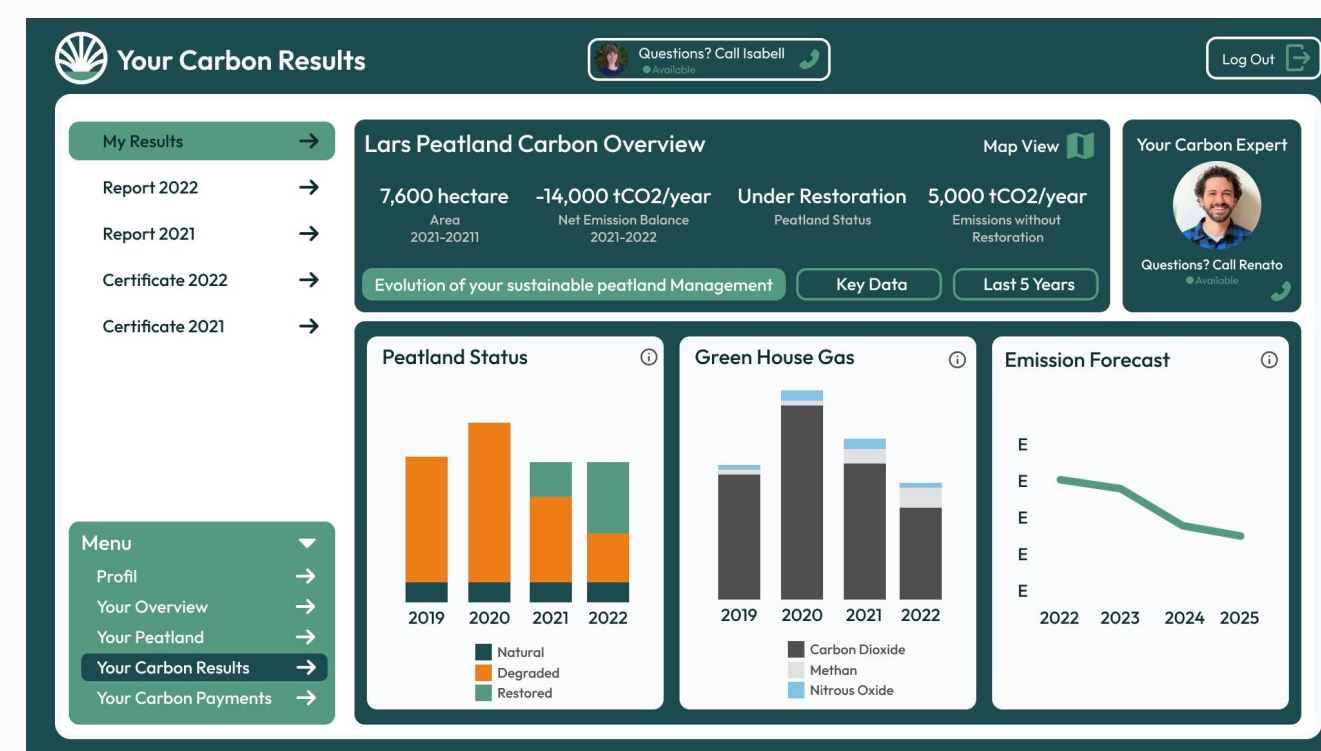 Your Carbon Results
Questions? Call Isabell
Available
Log Out
My Results
Report 2022
Report 2021
Certificate 2022
Certificate 2021
Menu
Profil
Your Overview
Your Peatland
Your Carbon Results
Your Carbon Payments
Lars Peatland Carbon Overview
Map View
7,600 hectare
Area
2021-20211
-14,000 tCO2/year
Net Emission Balance
2021-2022
Under Restoration
Peatland Status
5,000 tCO2/year
Emissions without
Restoration
Evolution of your sustainable peatland Management
Key Data
Last 5 Years
Your Carbon Expert
Questions? Call Renato
Available
Peatland Status
2019 2020 2021 2022
Natural
Degraded
Restored
Green House Gas
2019 2020 2021 2022
Carbon Dioxide
Methan
Nitrous Oxide
Emission Forecast
E
E
E
E
E
2022 2023 2024 2025